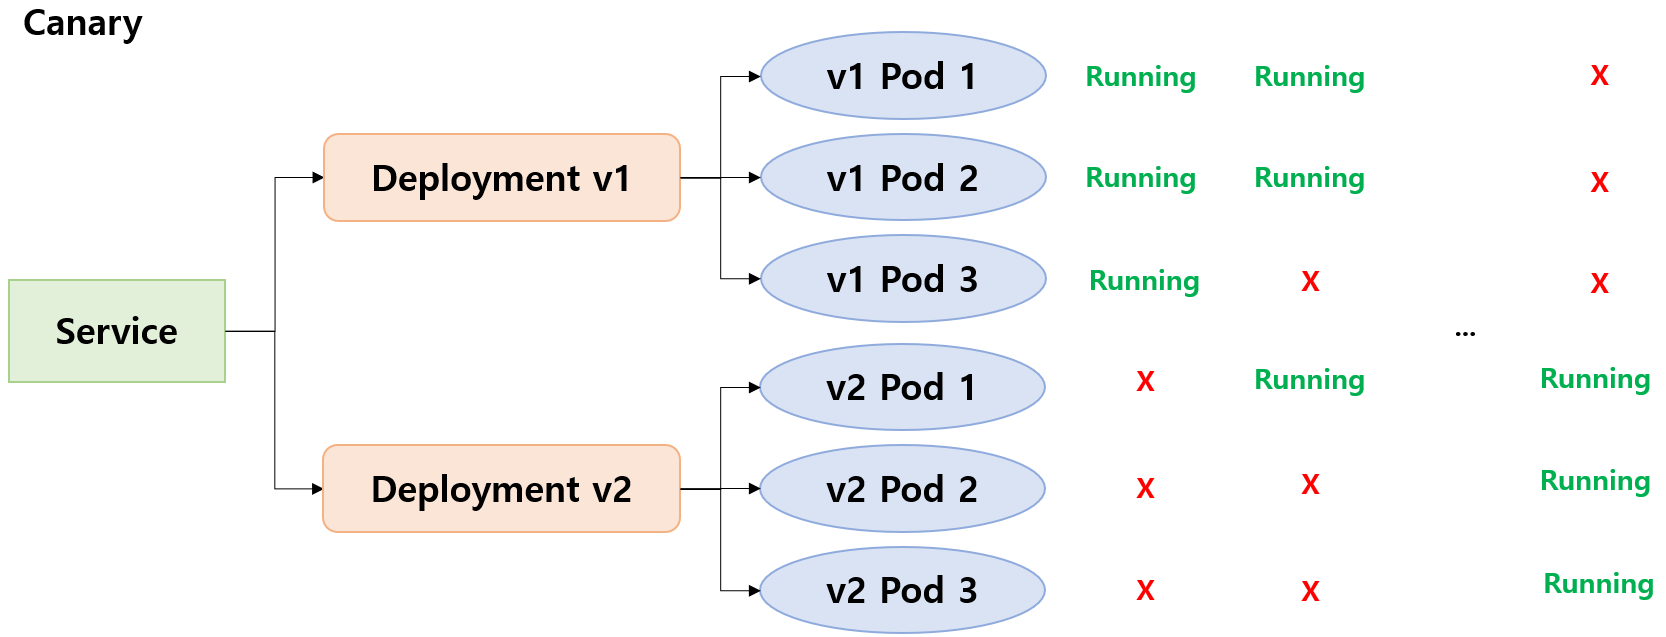 Canary
v1 Pod 1 Running Running X
Deployment v1 v1 Pod 2 Running Running X
v1 Pod 3 Running X X
Service ...
v2 Pod 1 X Running Running
Deployment v2 v2 Pod 2 X X Running
v2 Pod 3 X X Running